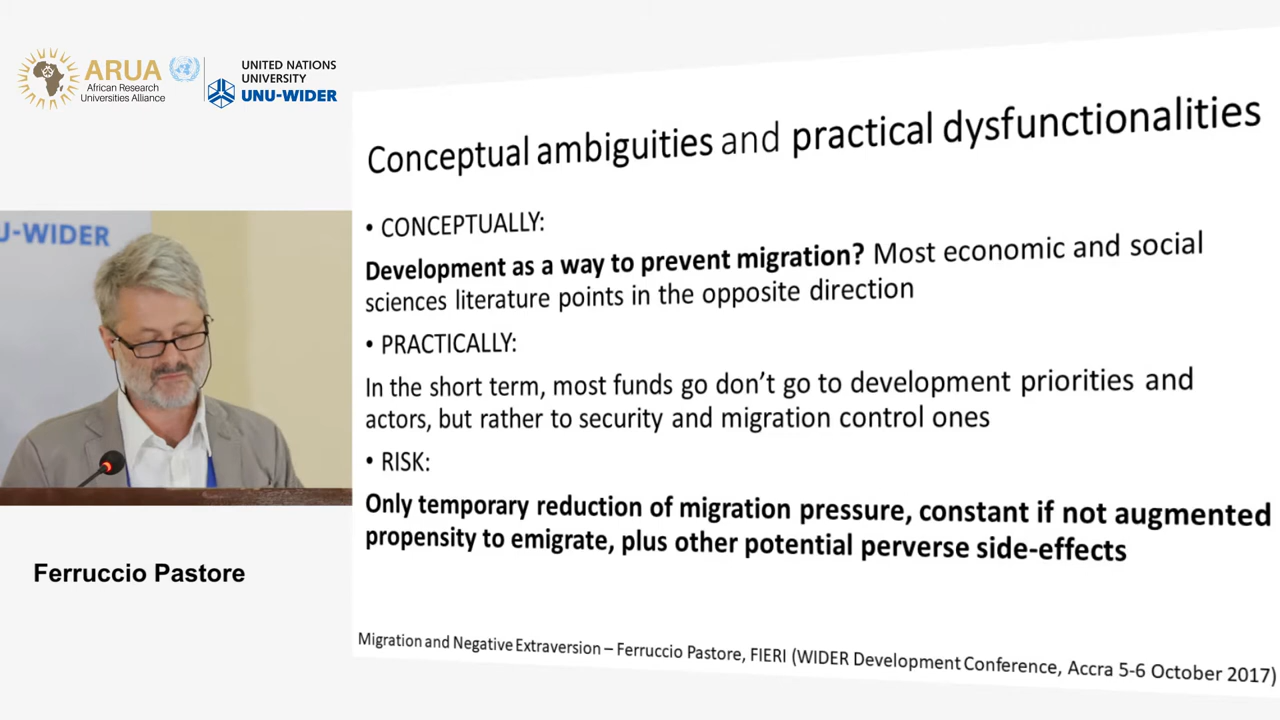 ARUA
African Research
Universities Alliance
UNITED NATIONS
UNIVERSITY
UNU-WIDER
Conceptual ambiguities and practical dysfunctionalities
• CONCEPTUALLY:
Development as a way to prevent migration? Most economic and social
sciences literature points in the opposite direction
• PRACTICALLY:
In the short term, most funds go don't go to development priorities and
actors, but rather to security and migration control ones
• RISK:
Only temporary reduction of migration pressure, constant if not augmented
propensity to emigrate, plus other potential perverse side-effects
Migration and Negative Extraversion – Ferruccio Pastore, FIERI (WIDER Development Conference, Accra 5-6 October 2017)
U-WIDER
Ferruccio Pastore